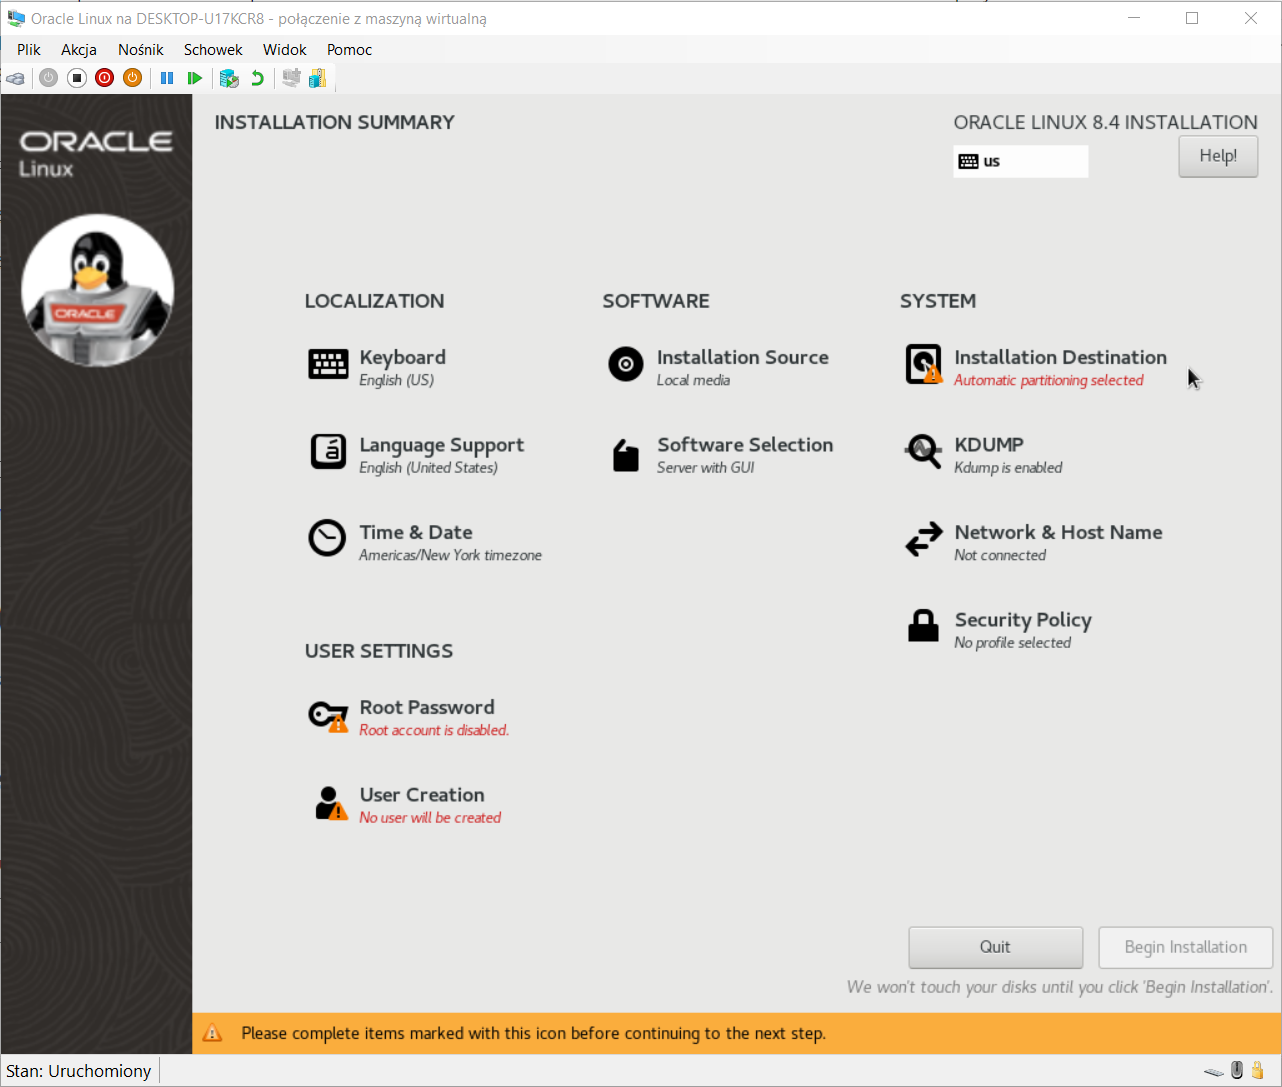 Oracle Linux na DESKTOP-U17KCR8 - połączenie z maszyną wirtualną
Plik Akcja Nośnik Schowek Widok Pomoc
ORACLE
Linux
ORACLE
INSTALLATION SUMMARY
ORACLE LINUX 8.4 INSTALLATION
us
Help!
LOCALIZATION
Keyboard
English (US)
Language Support
English (United States)
Time & Date
Americas/New York timezone
SOFTWARE
Installation Source
Local media
Software Selection
Server with GUI
SYSTEM
Installation Destination
Automatic partitioning selected
KDUMP
Kdump is enabled
Network & Host Name
Not connected
Security Policy
No profile selected
USER SETTINGS
Root Password
Root account is disabled.
User Creation
No user will be created
Quit
Begin Installation
We won't touch your disks until you click 'Begin Installation'.
Please complete items marked with this icon before continuing to the next step.
Stan: Uruchomiony